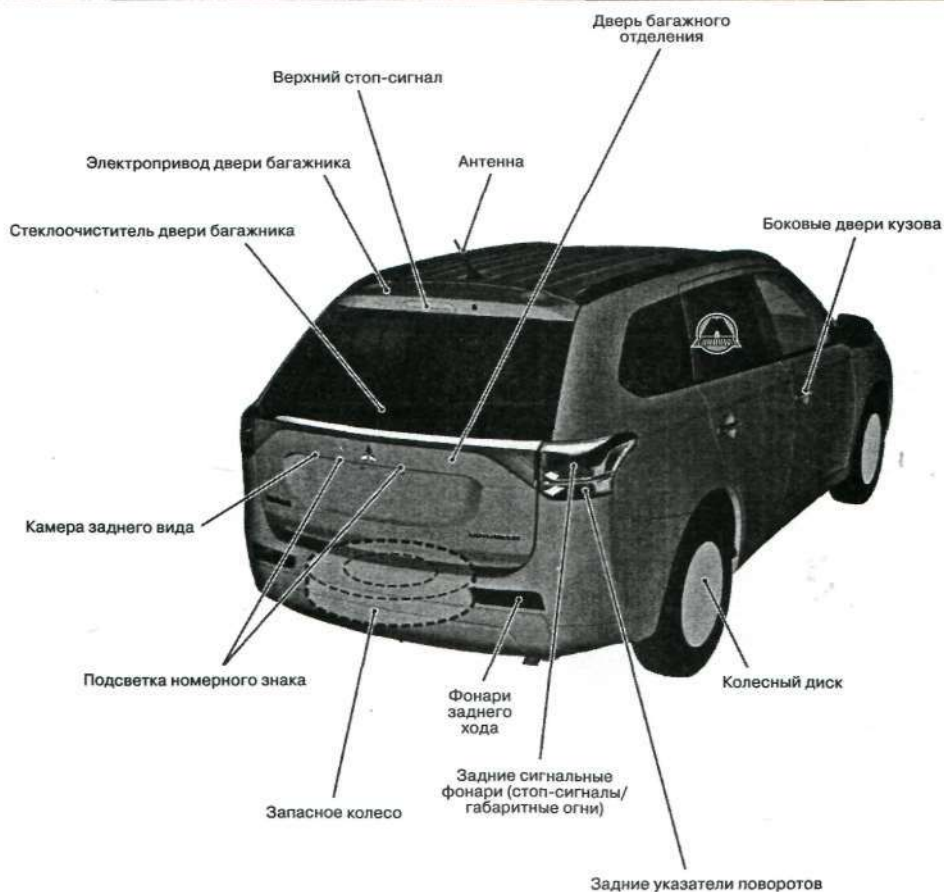 Дверь багажного
отделения
Верхний стоп-сигнал
Электропривод двери багажника
Антенна
Стеклоочиститель двери багажника
Боковые двери кузова
Камера заднего вида
Подсветка номерного знака
Фонари
заднего
хода
Колесный диск
Задние сигнальные
фонари (стоп-сигналы/
габаритные огни)
Запасное колесо
Задние указатели поворотов